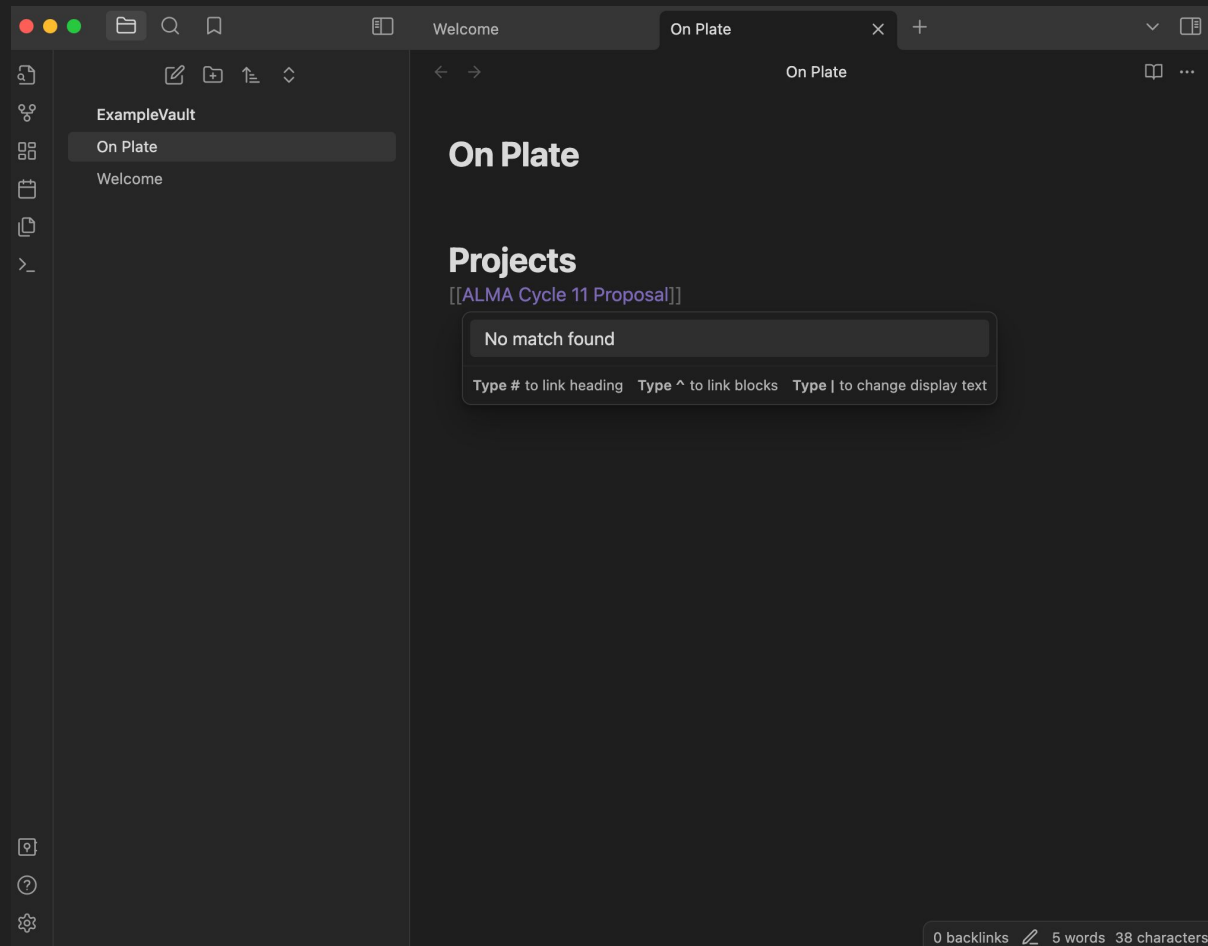 Welcome
On Plate
On Plate
ExampleVault
On Plate
Welcome
On Plate
Projects
[[ALMA Cycle 11 Proposal]]
No match found
Type # to link heading Type ^ to link blocks Type | to change display text
0 backlinks 5 words 38 characters